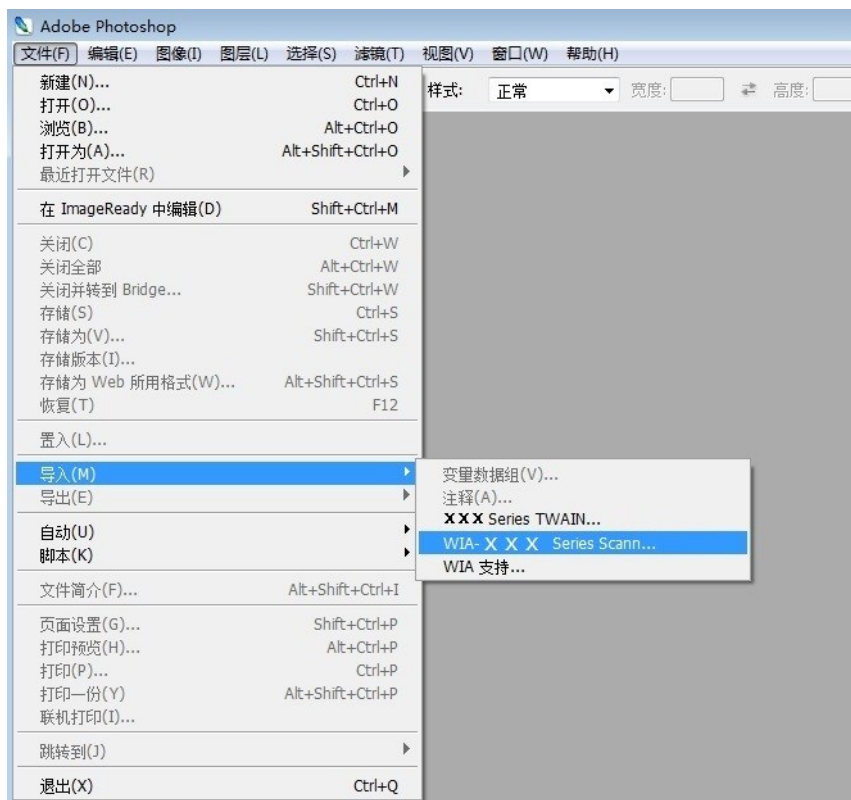 Adobe Photoshop
文件(F) 编辑(E) 图像(I) 图层(L) 选择(S) 滤镜(T) 视图(V) 窗口(W) 帮助(H)
样式: 正常 宽度: 高度:
新建(N)... Ctrl+N
打开(O)... Ctrl+O
浏览(B)... Alt+Ctrl+O
打开为(A)... Alt+Shift+Ctrl+O
最近打开文件(R)
在 ImageReady 中编辑(D) Shift+Ctrl+M
关闭(C) Ctrl+W
关闭全部 Alt+Ctrl+W
关闭并转到 Bridge... Shift+Ctrl+W
存储(S) Ctrl+S
存储为(V)... Shift+Ctrl+S
存储版本(I)...
存储为 Web 所用格式(W)... Alt+Shift+Ctrl+S
恢复(T) F12
置入(L)...
导入(M)
导出(E)
自动(U)
脚本(K)
文件简介(F)... Alt+Shift+Ctrl+I
页面设置(G)... Shift+Ctrl+P
打印预览(H)... Alt+Ctrl+P
打印(P)... Ctrl+P
打印一份(Y) Alt+Shift+Ctrl+P
联机打印(I)...
跳转到(J)
退出(X) Ctrl+Q
变量数据组(V)...
注释(A)...
XXX Series TWAIN...
WIA- X X X Series Scann...
WIA 支持...